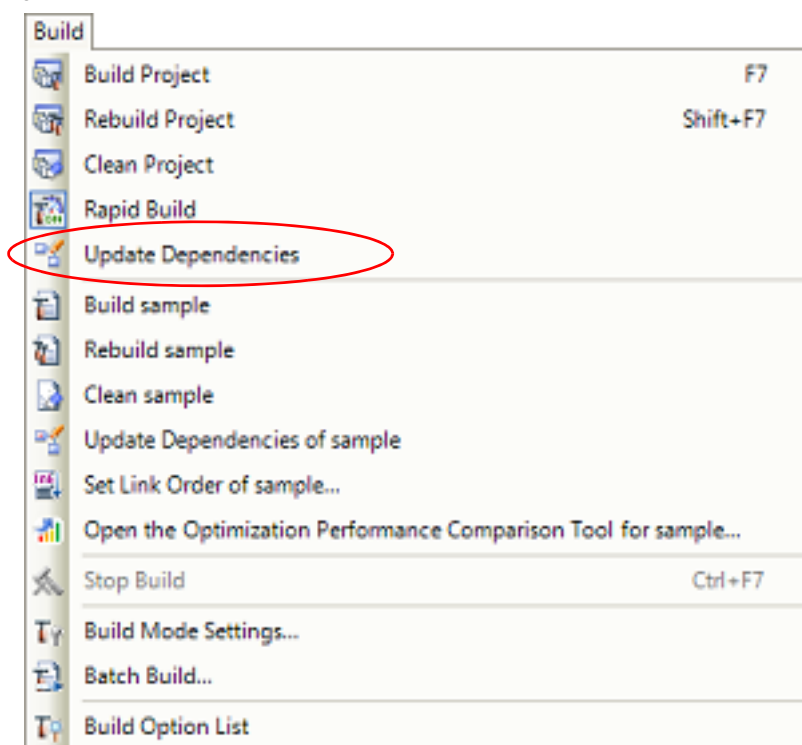 Build
Build Project F7
Rebuild Project Shift+F7
Clean Project
Rapid Build
Update Dependencies
Build sample
Rebuild sample
Clean sample
Update Dependencies of sample
Set Link Order of sample...
Open the Optimization Performance Comparison Tool for sample...
Stop Build Ctrl+F7
Build Mode Settings...
Batch Build...
Build Option List